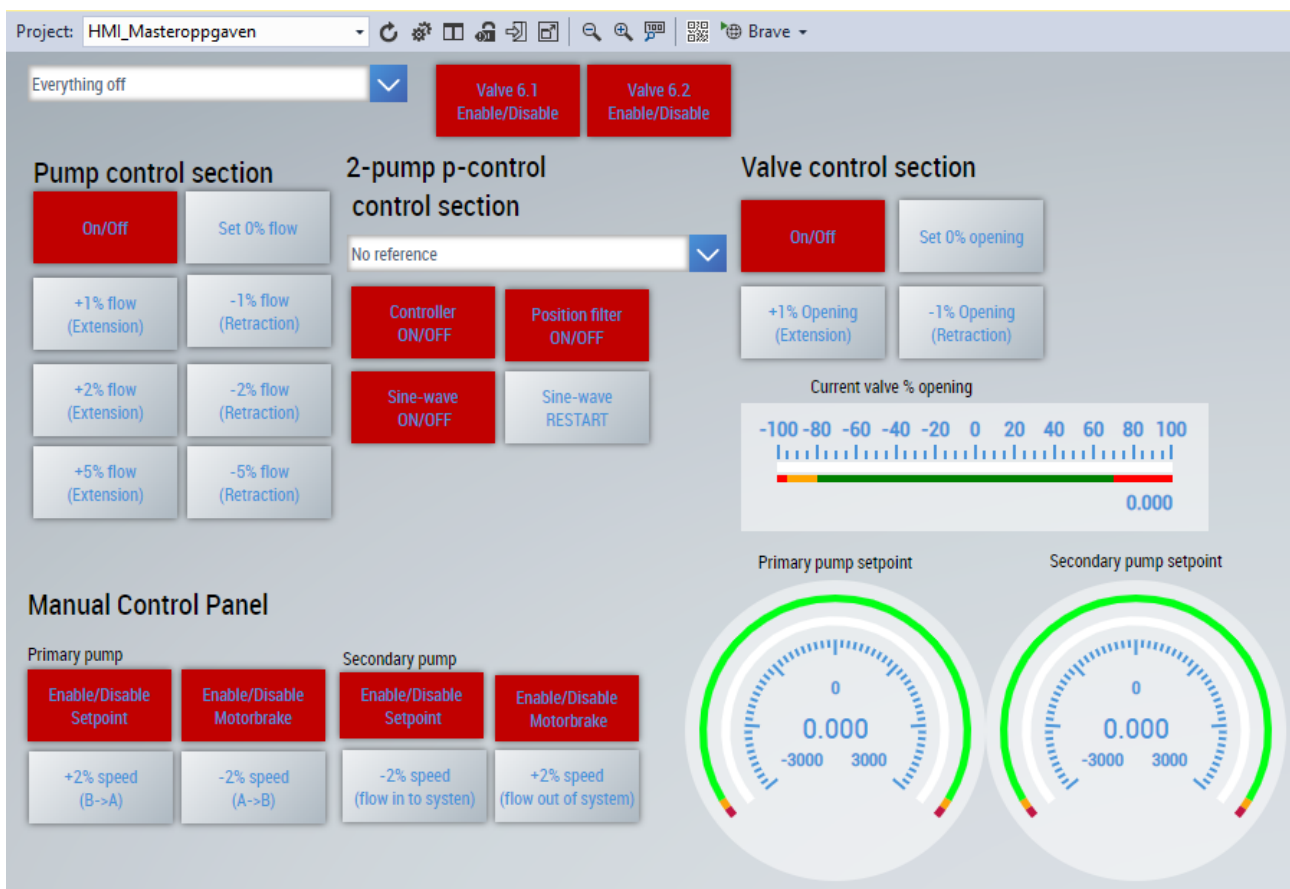 Project: HMI_Masteroppgaven
100
Brave
Everything off
Valve 6.1
Enable/Disable
Valve 6.2
Enable/Disable
Pump control section
On/Off
Set 0% flow
+1% flow
(Extension)
-1% flow
(Retraction)
+2% flow
(Extension)
-2% flow
(Retraction)
+5% flow
(Extension)
-5% flow
(Retraction)
2-pump p-control
control section
No reference
Controller
ON/OFF
Position filter
ON/OFF
Sine-wave
ON/OFF
Sine-wave
RESTART
Valve control section
On/Off
Set 0% opening
+1% Opening
(Extension)
-1% Opening
(Retraction)
Current valve % opening
-100 -80 -60 -40 -20 0 20 40 60 80 100
0.000
Manual Control Panel
Primary pump
Enable/Disable
Setpoint
Enable/Disable
Motorbrake
+2% speed
(B->A)
-2% speed
(A->B)
Secondary pump
Enable/Disable
Setpoint
Enable/Disable
Motorbrake
-2% speed
(flow in to systen)
+2% speed
(flow out of system)
Primary pump setpoint
0
0.000
-3000 3000
Secondary pump setpoint
0
0.000
-3000 3000